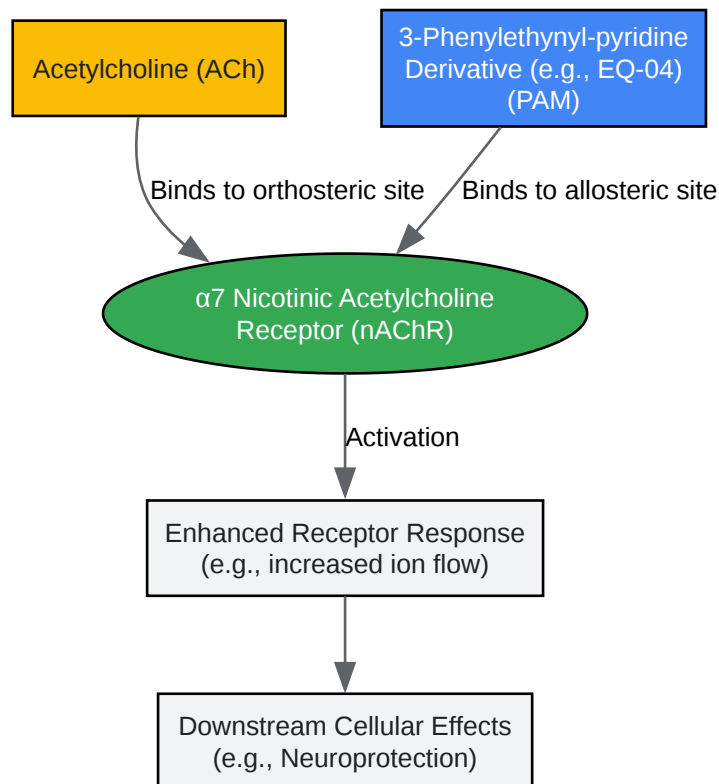 Acetylcholine (ACh)
3-Phenylethynyl-pyridine
Derivative (e.g., EQ-04)
(PAM)
Binds to orthosteric site
Binds to allosteric site
α7 Nicotinic Acetylcholine
Receptor (nAChR)
Activation
Enhanced Receptor Response
(e.g., increased ion flow)
Downstream Cellular Effects
(e.g., Neuroprotection)